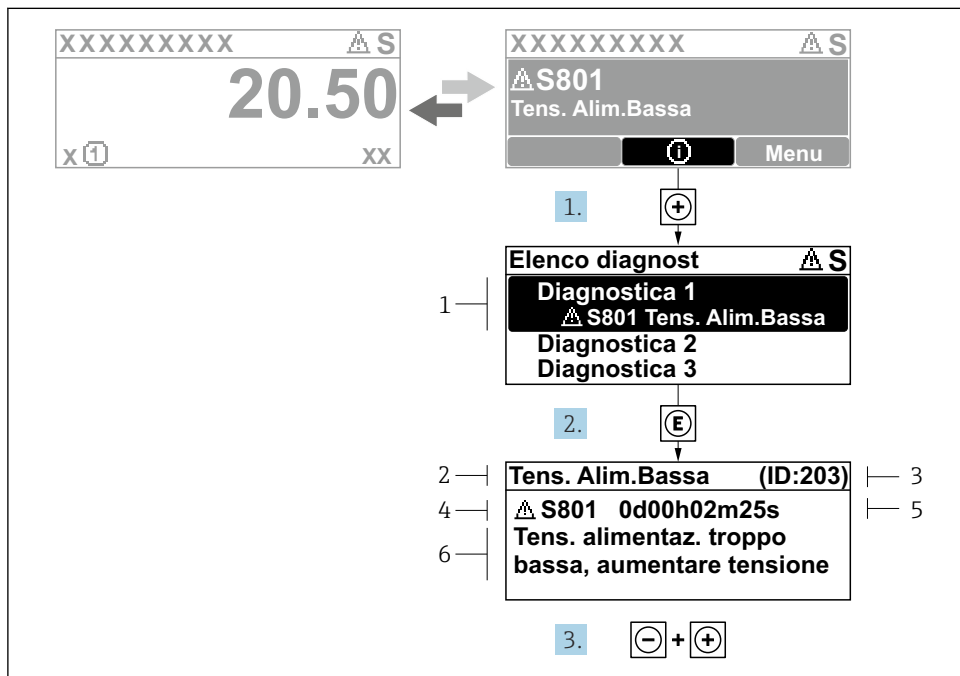 XXXXXXXXX ⚠ S
20.50
x ① xx
XXXXXXXXX ⚠ S
⚠ S801
Tens. Alim.Bassa
ⓘ Menu
1. +
Elenco diagnost ⚠ S
1
Diagnostica 1
⚠ S801 Tens. Alim.Bassa
Diagnostica 2
Diagnostica 3
2. E
2 Tens. Alim.Bassa (ID:203) 3
4 ⚠ S801 0d00h02m25s 5
6
Tens. alimentaz. troppo
bassa, aumentare tensione
3. - + +